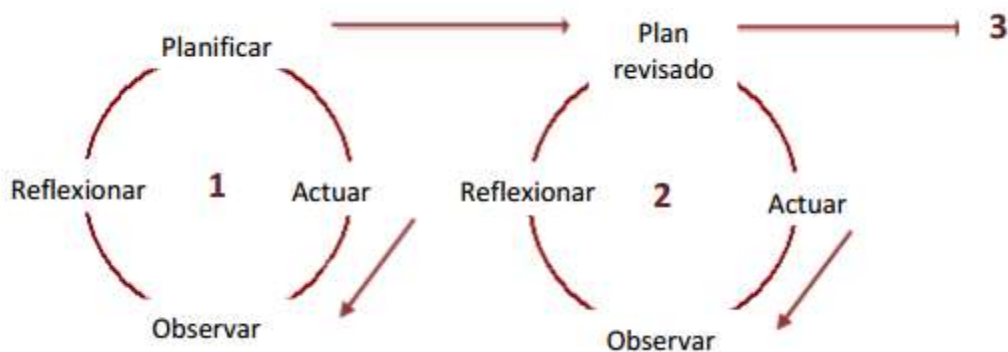 Planificar
Reflexionar
1
Actuar
Observar
Plan
revisado
Reflexionar
2
Actuar
Observar
3